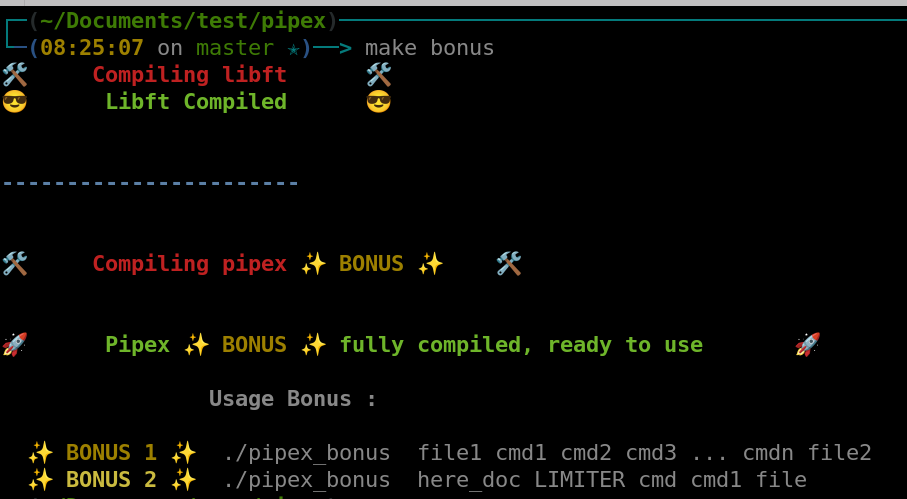 (~/Documents/test/pipex)
(08:25:07 on master ★)—> make bonus
🛠 Compiling libft 🛠
😎 Libft Compiled 😎
-----------------------
🛠 Compiling pipex ✨ BONUS ✨ 🛠
🚀 Pipex ✨ BONUS ✨ fully compiled, ready to use 🚀
Usage Bonus :
✨ BONUS 1 ✨ ./pipex_bonus file1 cmd1 cmd2 cmd3 ... cmdn file2
✨ BONUS 2 ✨ ./pipex_bonus here_doc LIMITER cmd cmd1 file